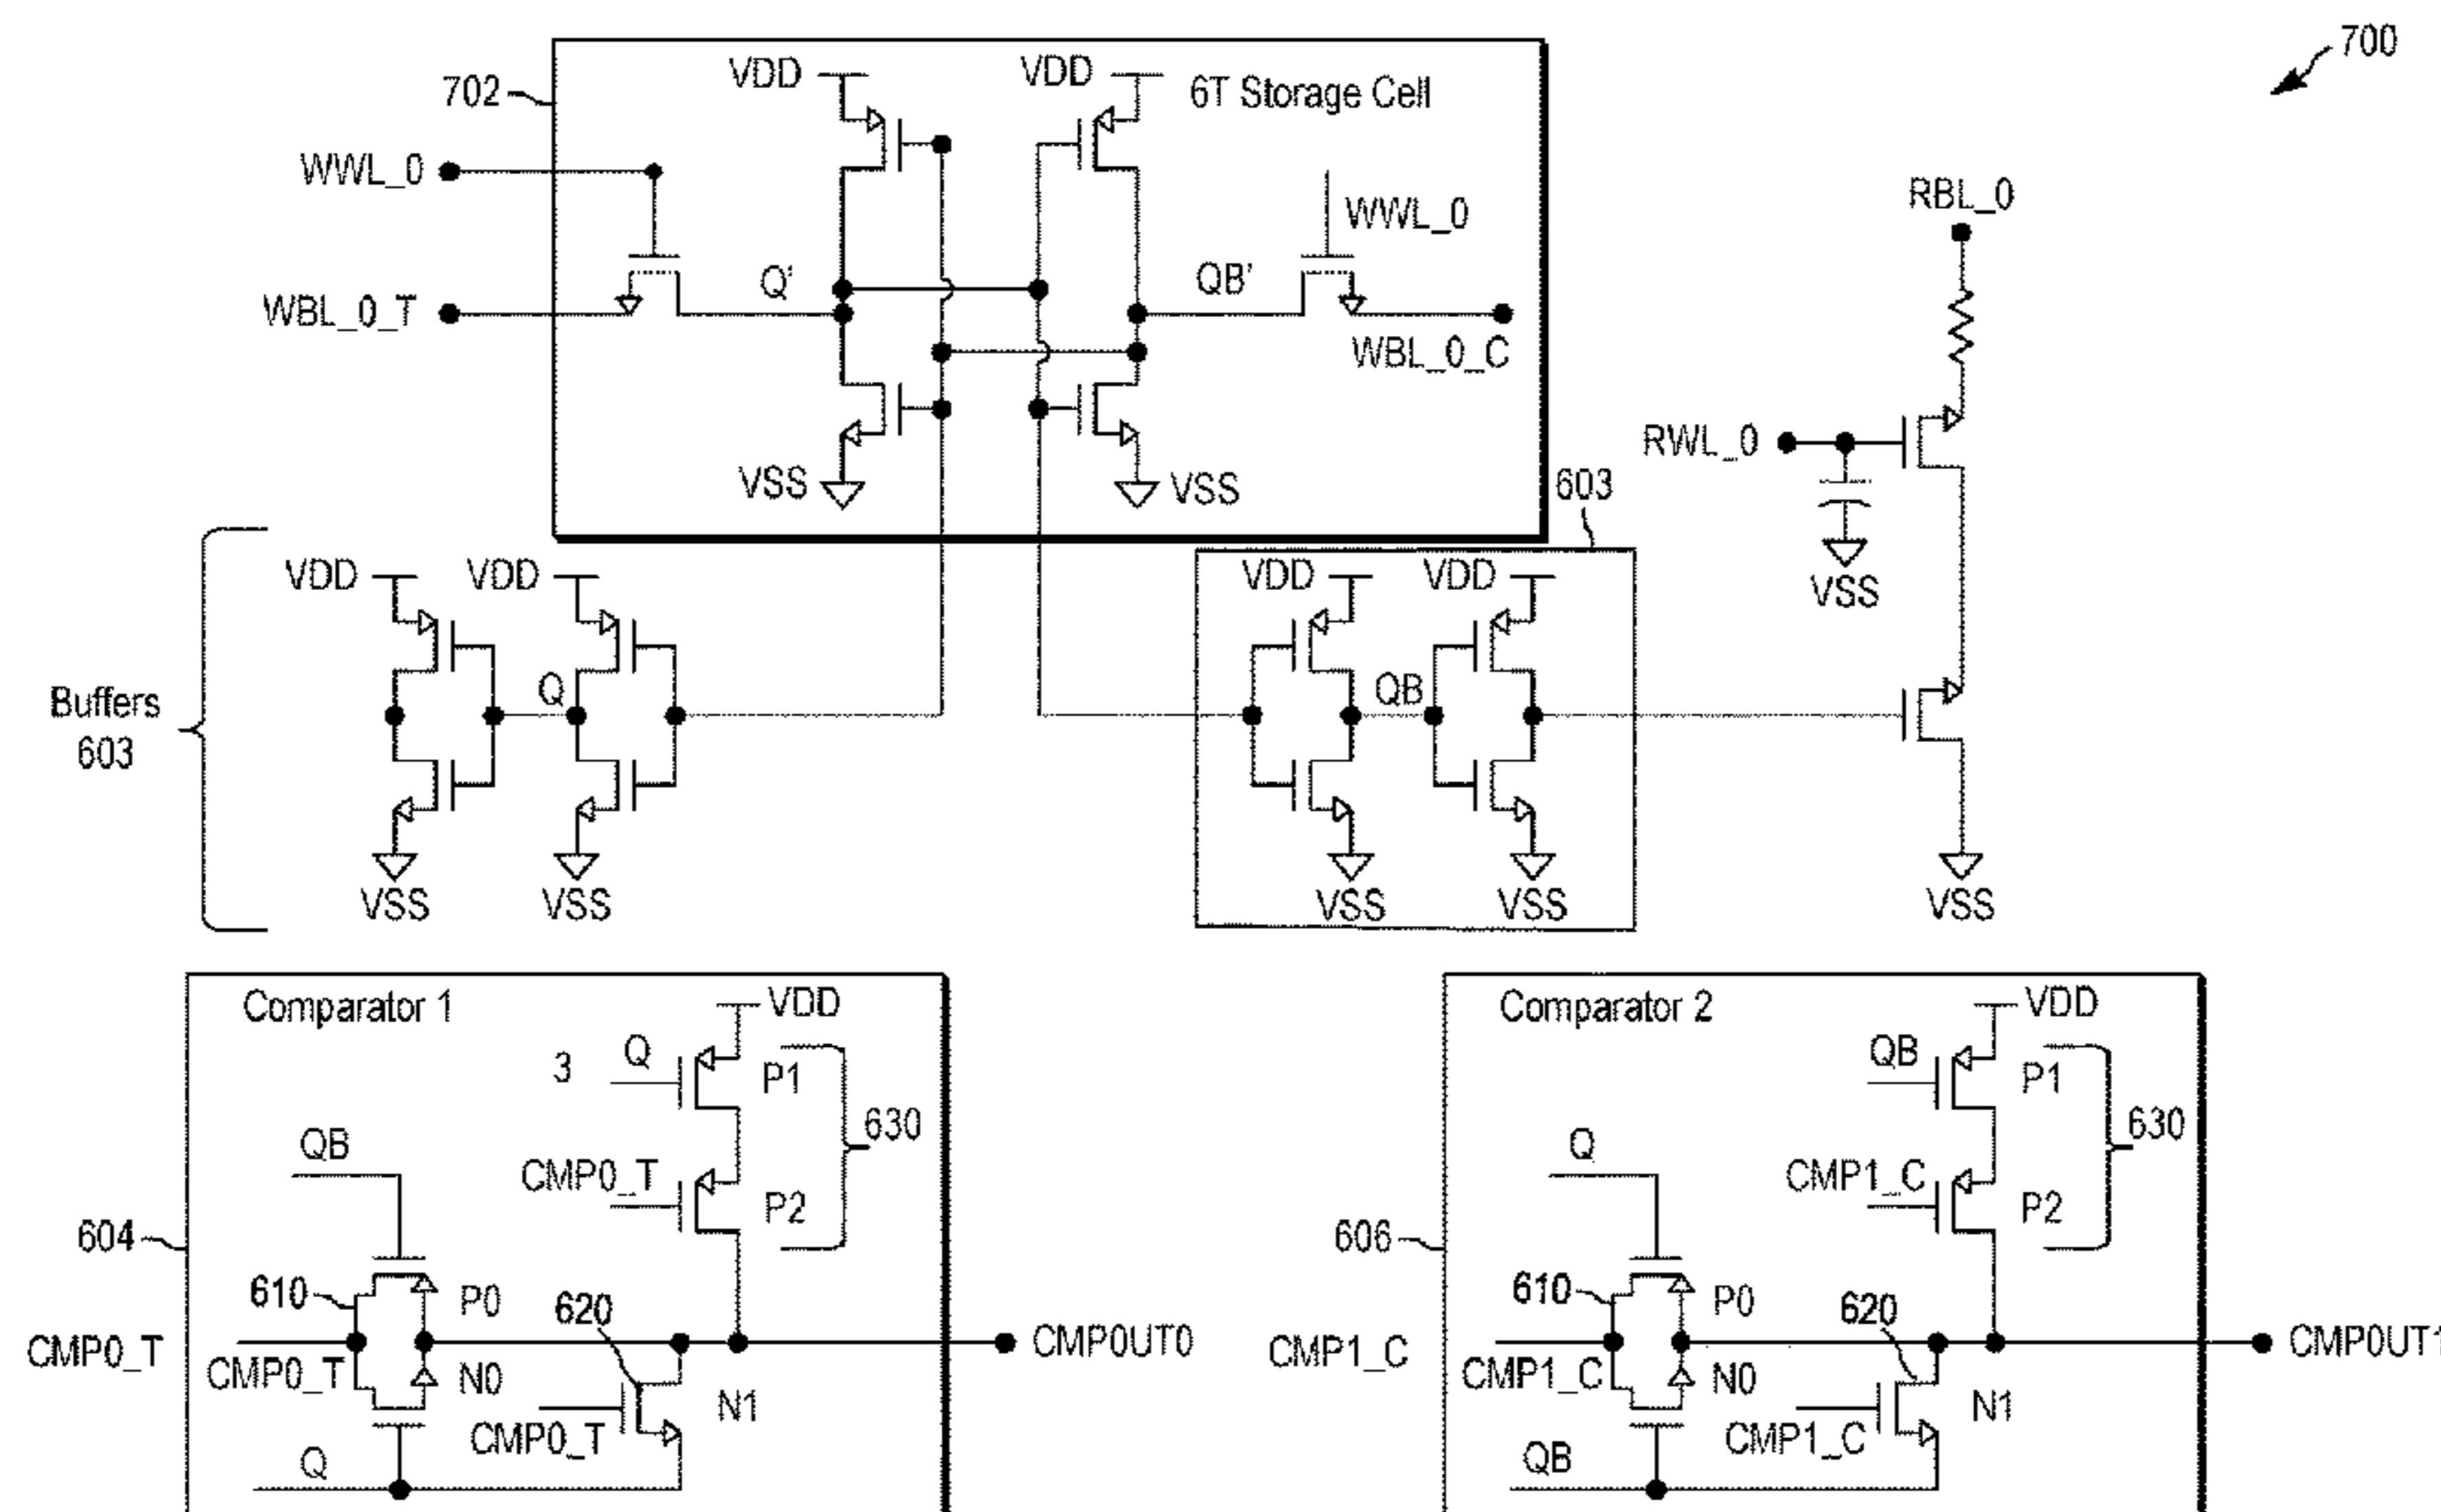 700
702
VDD
VDD
6T Storage Cell
WWL_0
WWL_0
RBL_0
Q'
QB'
WBL_0_T
WBL_0_C
RWL_0
VSS
VSS
603
VSS
VDD
VDD
VDD
VDD
Buffers
603
Q
QB
VSS
VSS
VSS
VSS
VSS
Comparator 1
VDD
3
Q
P1
630
QB
CMP0_T
P2
604
610
P0
620
CMP0_T
CMP0_T
N0
CMP0UT0
N1
CMP0_T
Q
Comparator 2
VDD
QB
P1
630
Q
CMP1_C
P2
606
610
P0
620
CMP1_C
CMP1_C
N0
CMP0UT1
N1
CMP1_C
QB